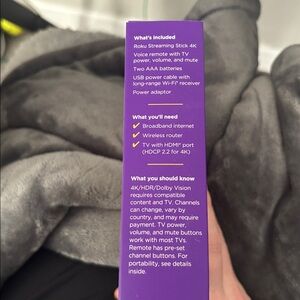 What's included
Roku Streaming Stick 4K
Voice remote with TV
power, volume, and mute
Two AAA batteries
USB power cable with
long-range Wi-Fi® receiver
Power adaptor
What you'll need
Broadband internet
Wireless router
TV with HDMI® port
(HDCP 2.2 for 4K)
What you should know
4K/HDR/Dolby Vision
requires compatible
content and TV. Channels
can change, vary by
country, and may require
payment. TV power,
volume, and mute buttons
work with most TVs.
Remote has pre-set
channel buttons. For
portability, see details
inside.